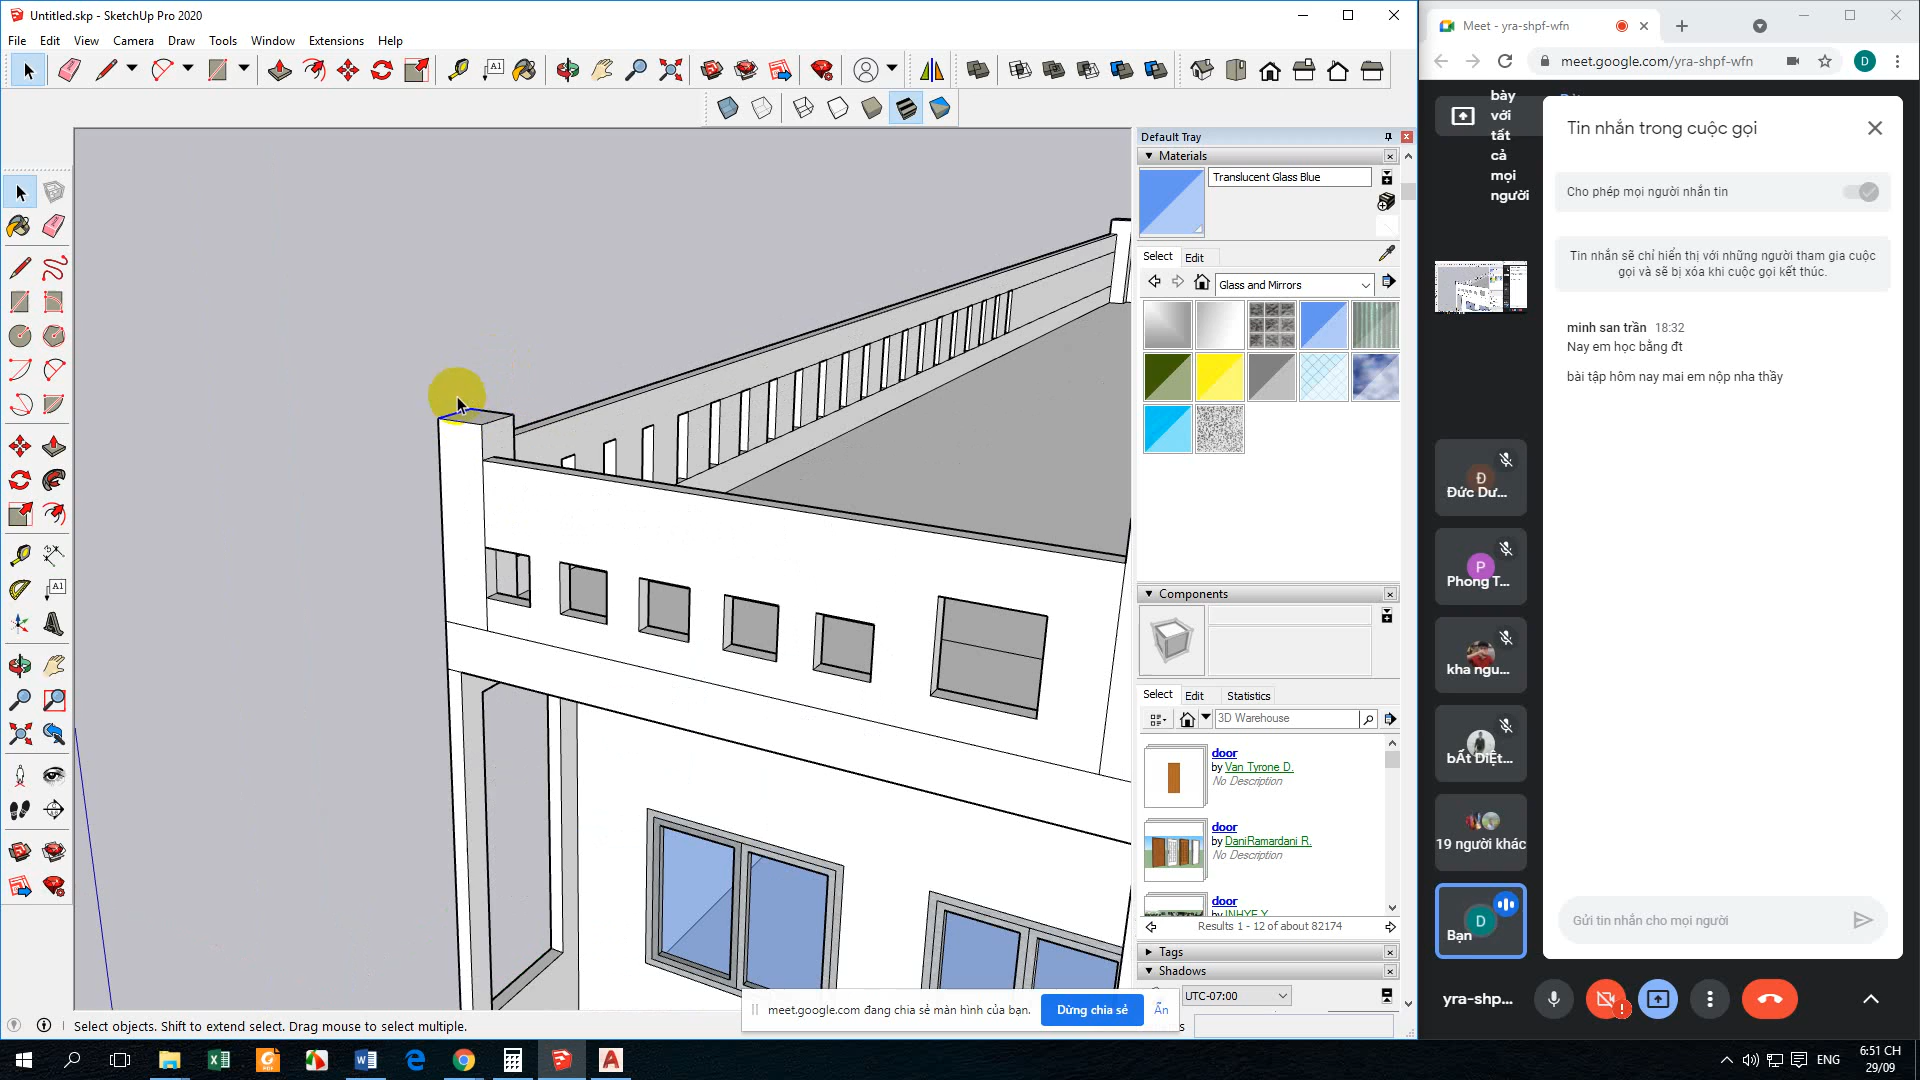 Untitled.skp - SketchUp Pro 2020
File Edit View Camera Draw Tools Window Extensions Help
Default Tray
Materials
Translucent Glass Blue
Select Edit
Glass and Mirrors
Components
Select Edit Statistics
3D Warehouse
door
by Van Tyrone D.
No Description
door
by DaniRamardani R.
No Description
door
by INHYE Y.
Results 1 - 12 of about 82174
Tags
Shadows
UTC-07:00
Select objects. Shift to extend select. Drag mouse to select multiple.
meet.google.com đang chia sẻ màn hình của bạn.
Dừng chia sẻ
Ẩn
Meet - yra-shpf-wfn
meet.google.com/yra-shpf-wfn
D
bày
với
tất
cả
mọi
người
Tin nhắn trong cuộc gọi
Cho phép mọi người nhắn tin
Tin nhắn sẽ chỉ hiển thị với những người tham gia cuộc
gọi và sẽ bị xóa khi cuộc gọi kết thúc.
minh san trần 18:32
Nay em học bằng đt
bài tập hôm nay mai em nộp nha thầy
Đ
Đức Dư...
P
Phong T...
kha ngu...
bẤt DiỆt...
19 người khác
D
Bạn
Gửi tin nhắn cho mọi người
yra-shp...
ENG
6:51 CH
29/09